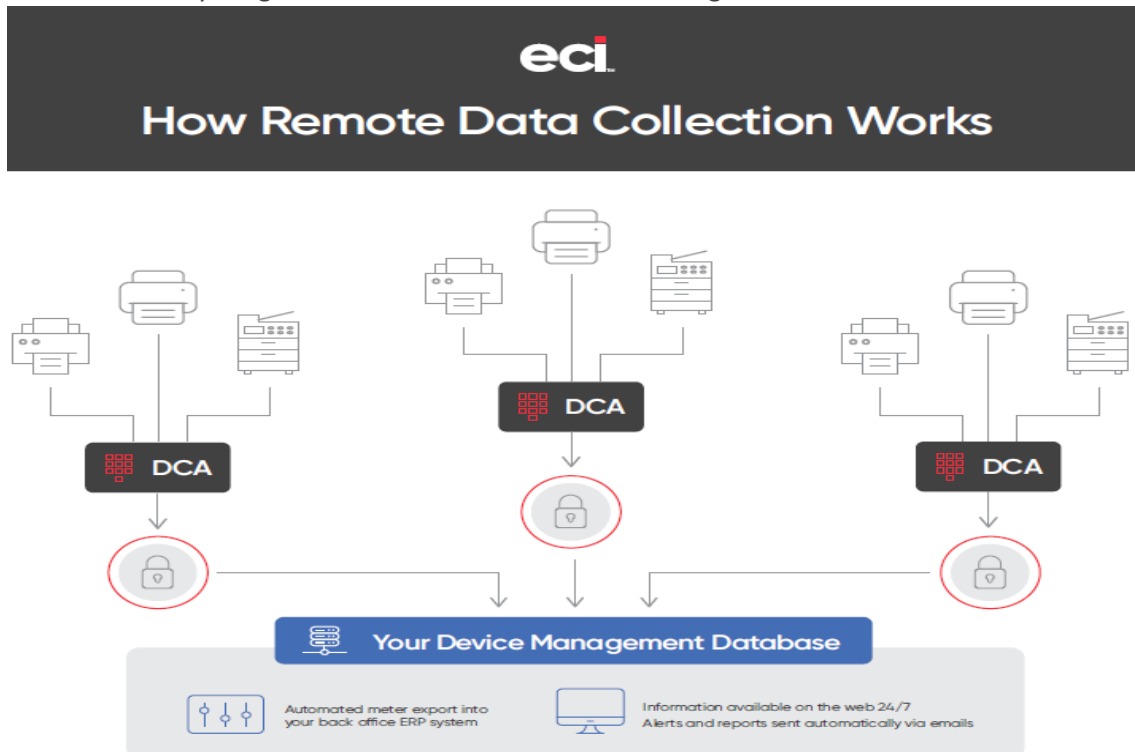 eci
How Remote Data Collection Works
DCA
DCA
DCA
Your Device Management Database
Automated meter export into
your back office ERP system
Information available on the web 24/7
Alerts and reports sent automatically via emails